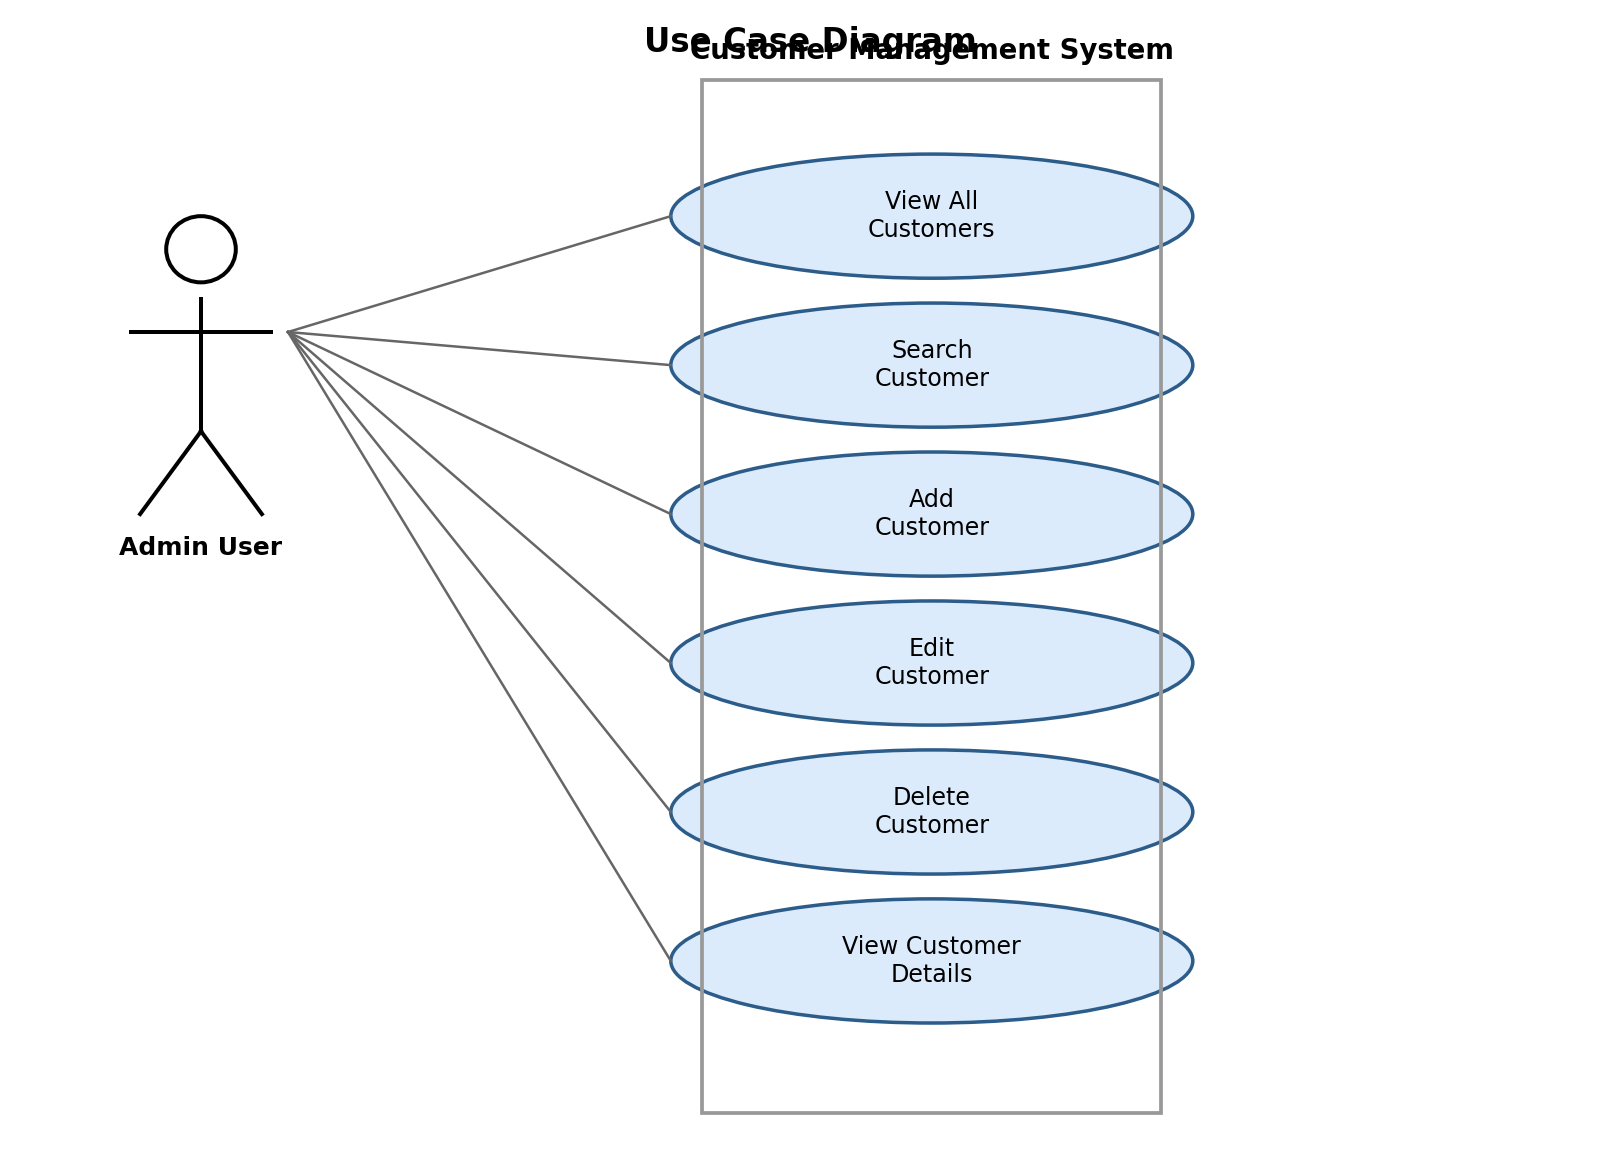 Use Case Diagram
Customer Management System
View All
Customers
Search
Customer
Add
Customer
Admin User
Edit
Customer
Delete
Customer
View Customer
Details